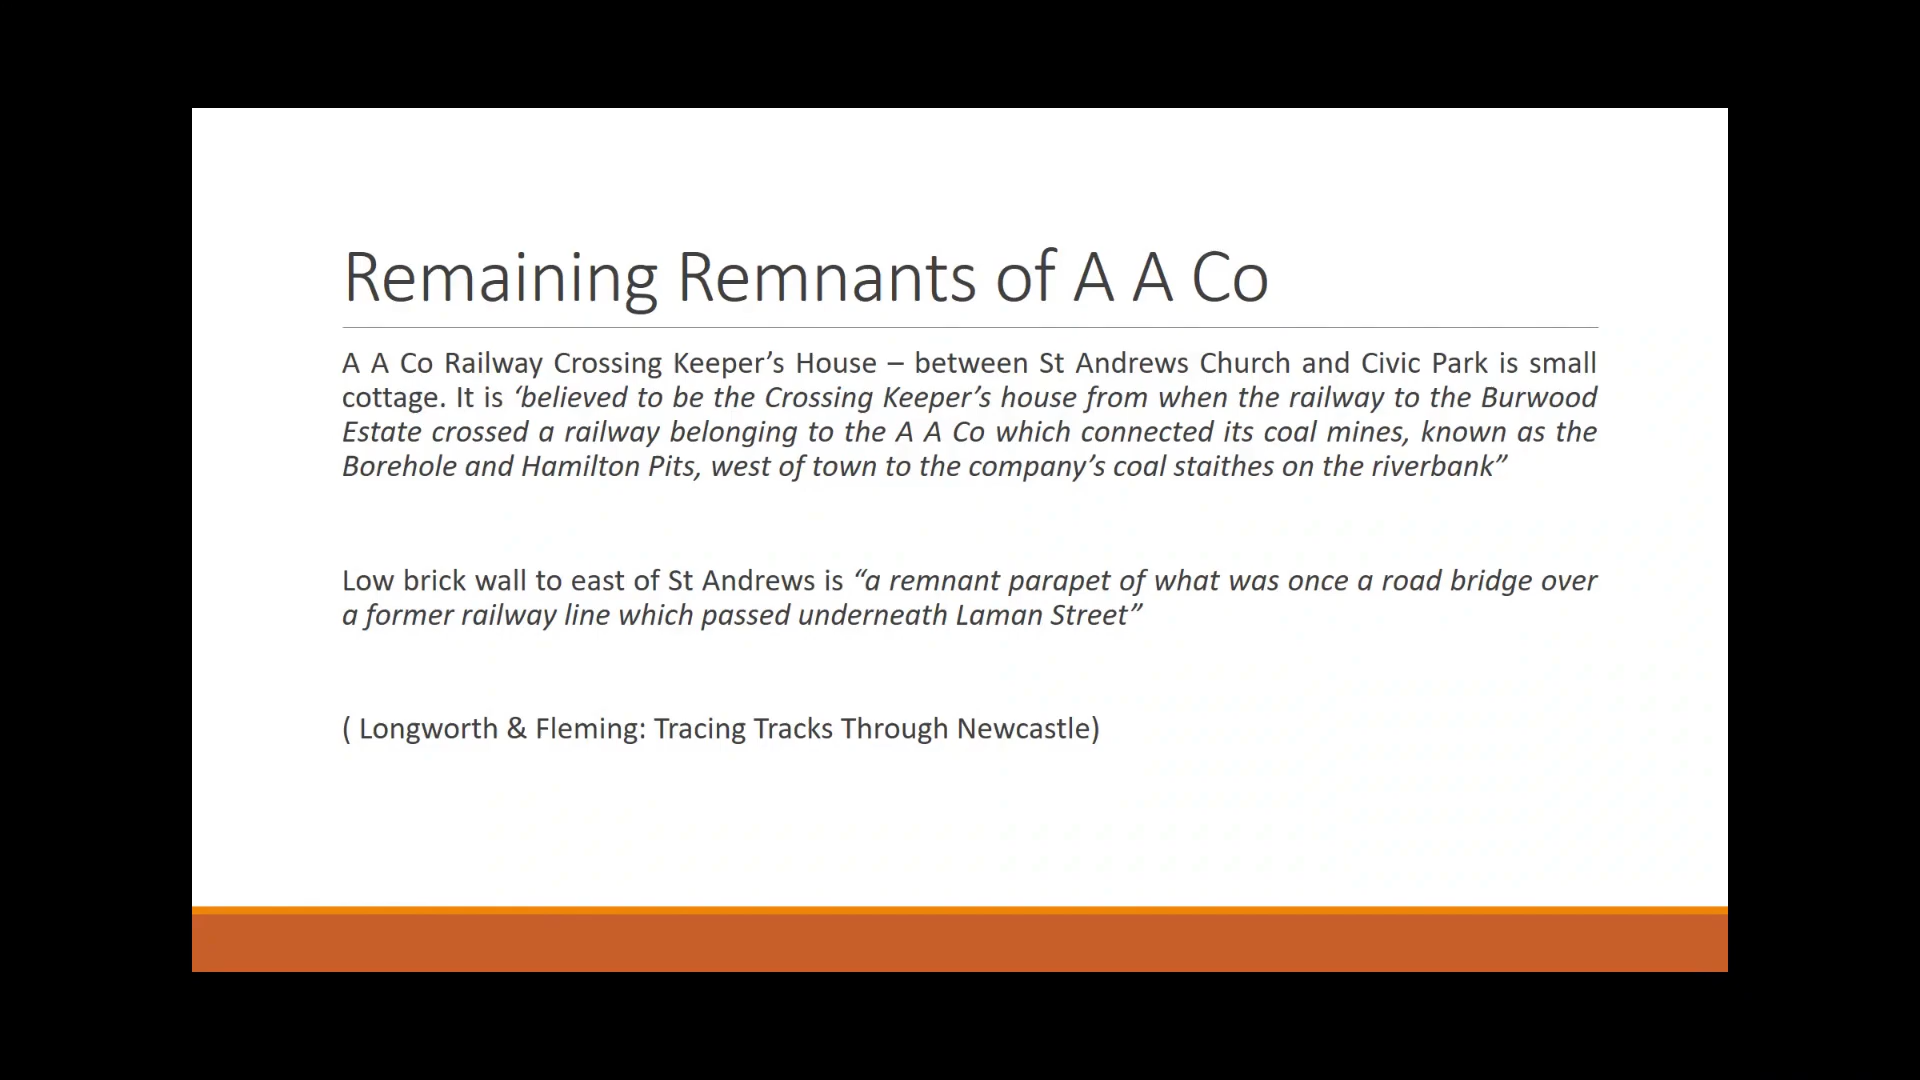 Remaining Remnants of A A Co
A A Co Railway Crossing Keeper’s House – between St Andrews Church and Civic Park is small
cottage. It is ‘believed to be the Crossing Keeper’s house from when the railway to the Burwood
Estate crossed a railway belonging to the A A Co which connected its coal mines, known as the
Borehole and Hamilton Pits, west of town to the company’s coal staithes on the riverbank”
Low brick wall to east of St Andrews is “a remnant parapet of what was once a road bridge over
a former railway line which passed underneath Laman Street”
( Longworth & Fleming: Tracing Tracks Through Newcastle)